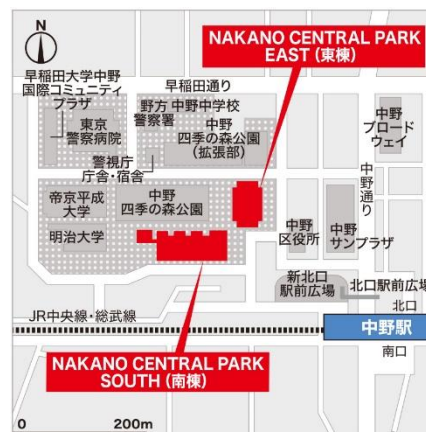 N
NAKANO CENTRAL PARK
EAST (東棟)
早稲田大学中野
国際コミュニティ
プラザ
早稲田通り
東京
警察病院
野方
警察署
中野中学校
中野
四季の森公園
(拡張部)
警視庁
庁舎・宿舎
中野
ブロード
ウェイ
中野通り
帝京平成
大学
中野
四季の森公園
明治大学
中野
区役所
中野
サンプラザ
新北口
駅前広場
北口駅前広場
北口
JR中央線・総武線
中野駅
南口
NAKANO CENTRAL PARK
SOUTH (南棟)
0 200m